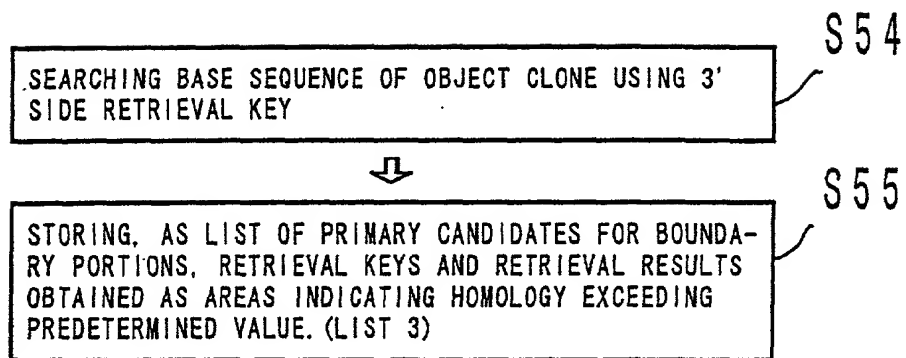 S54
SEARCHING BASE SEQUENCE OF OBJECT CLONE USING 3'
SIDE RETRIEVAL KEY
S55
STORING, AS LIST OF PRIMARY CANDIDATES FOR BOUNDA-
RY PORTIONS, RETRIEVAL KEYS AND RETRIEVAL RESULTS
OBTAINED AS AREAS INDICATING HOMOLOGY EXCEEDING
PREDETERMINED VALUE. (LIST 3)